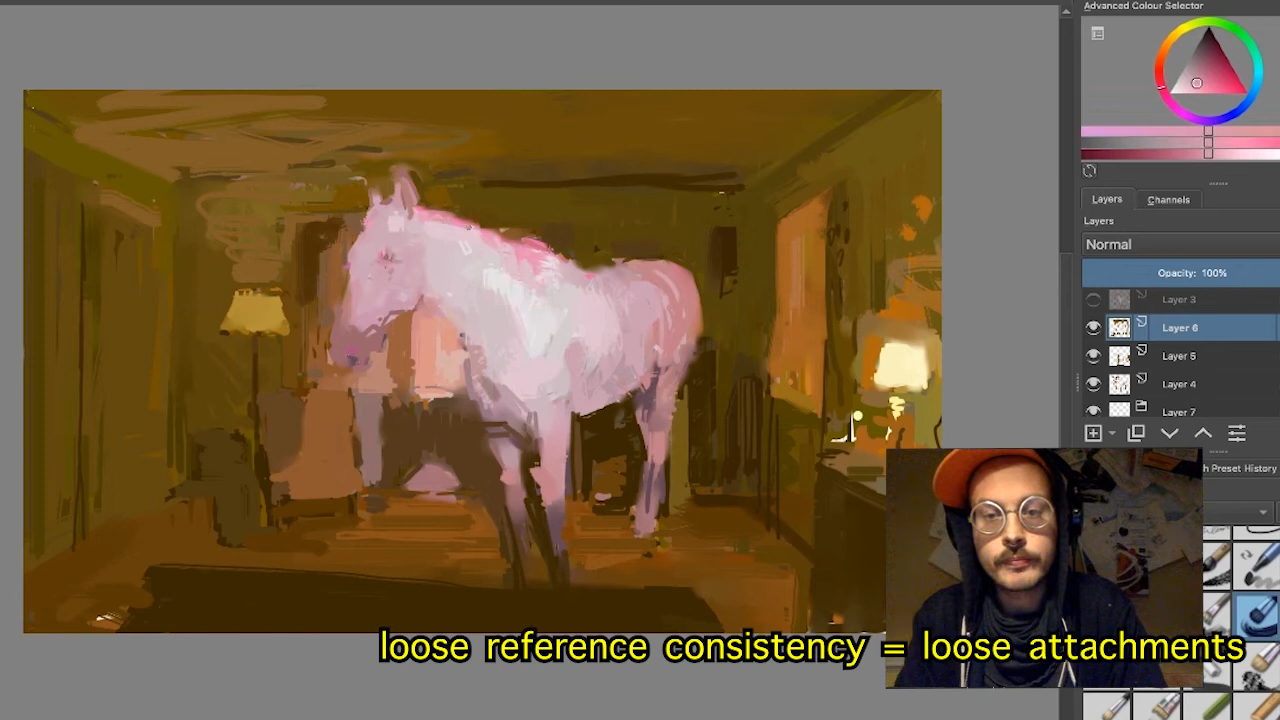 Advanced Colour Selector
Layers
Channels
Layers
Normal
Opacity: 100%
Layer 3
Layer 6
Layer 5
Layer 4
Layer 7
h Preset History
loose reference consistency = loose attachments